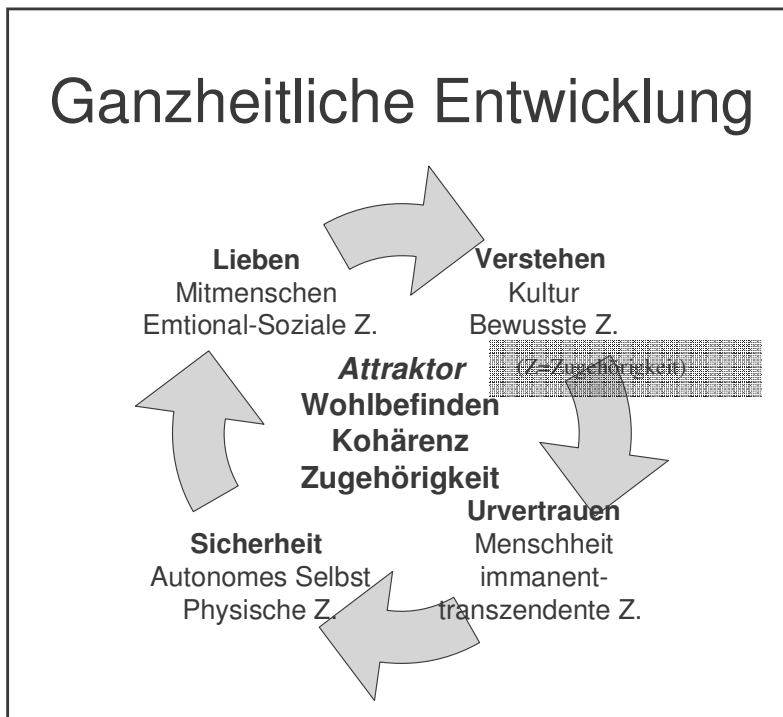 Ganzheitliche Entwicklung
Lieben
Mitmenschen
Emtional-Soziale Z.
Verstehen
Kultur
Bewusste Z.
(Z=Zugehörigkeit)
Attraktor
Wohlbefinden
Kohärenz
Zugehörigkeit
Urvertrauen
Menschheit
immanent-
transzendente Z.
Sicherheit
Autonomes Selbst
Physische Z.